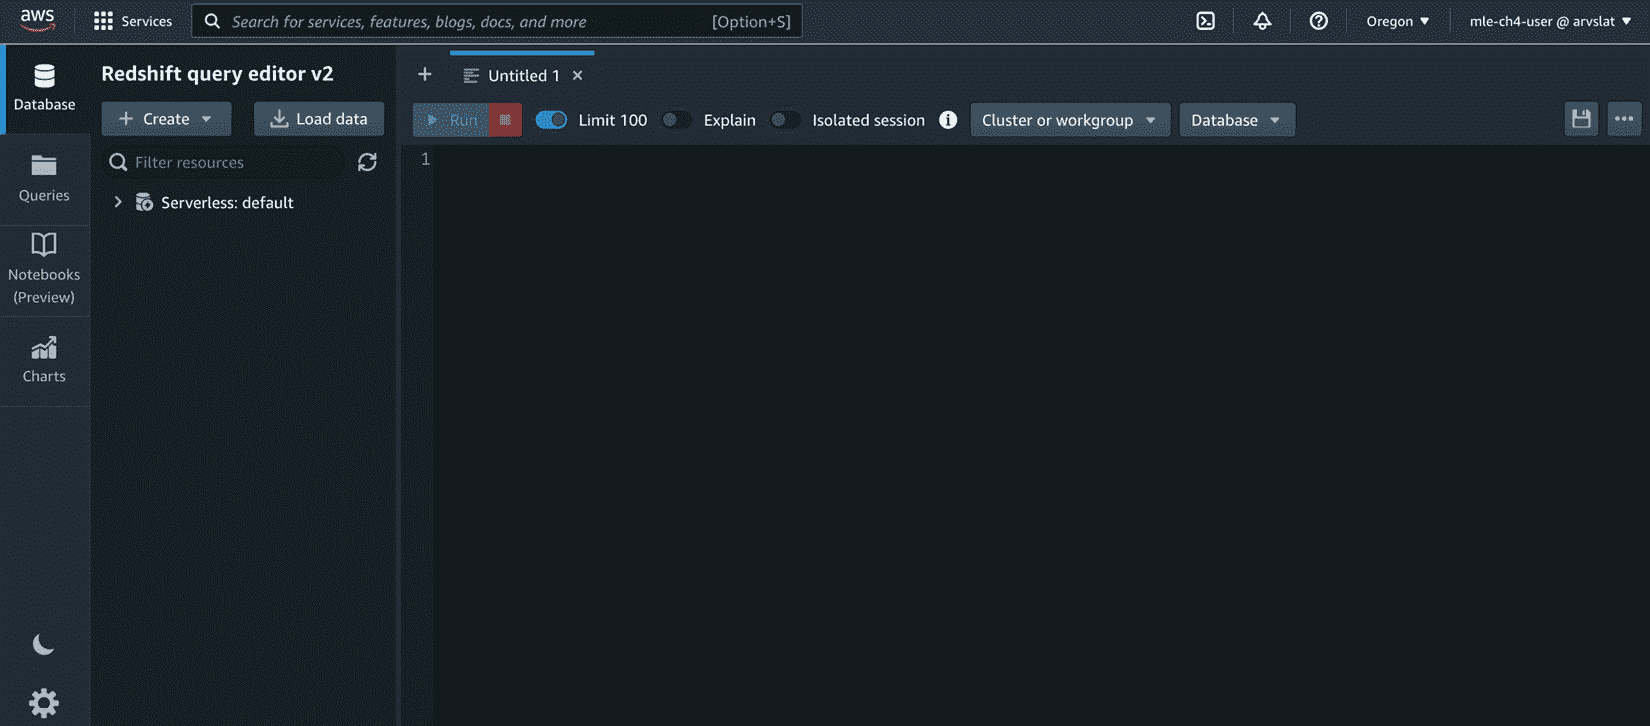 aws Services Search for services, features, blogs, docs, and more [Option+S] Oregon mle-ch4-user @ arvslat
Database
Queries
Notebooks
(Preview)
Charts
Redshift query editor v2
Create Load data
Filter resources
Serverless: default
Untitled 1
Run Limit 100 Explain Isolated session Cluster or workgroup Database
1